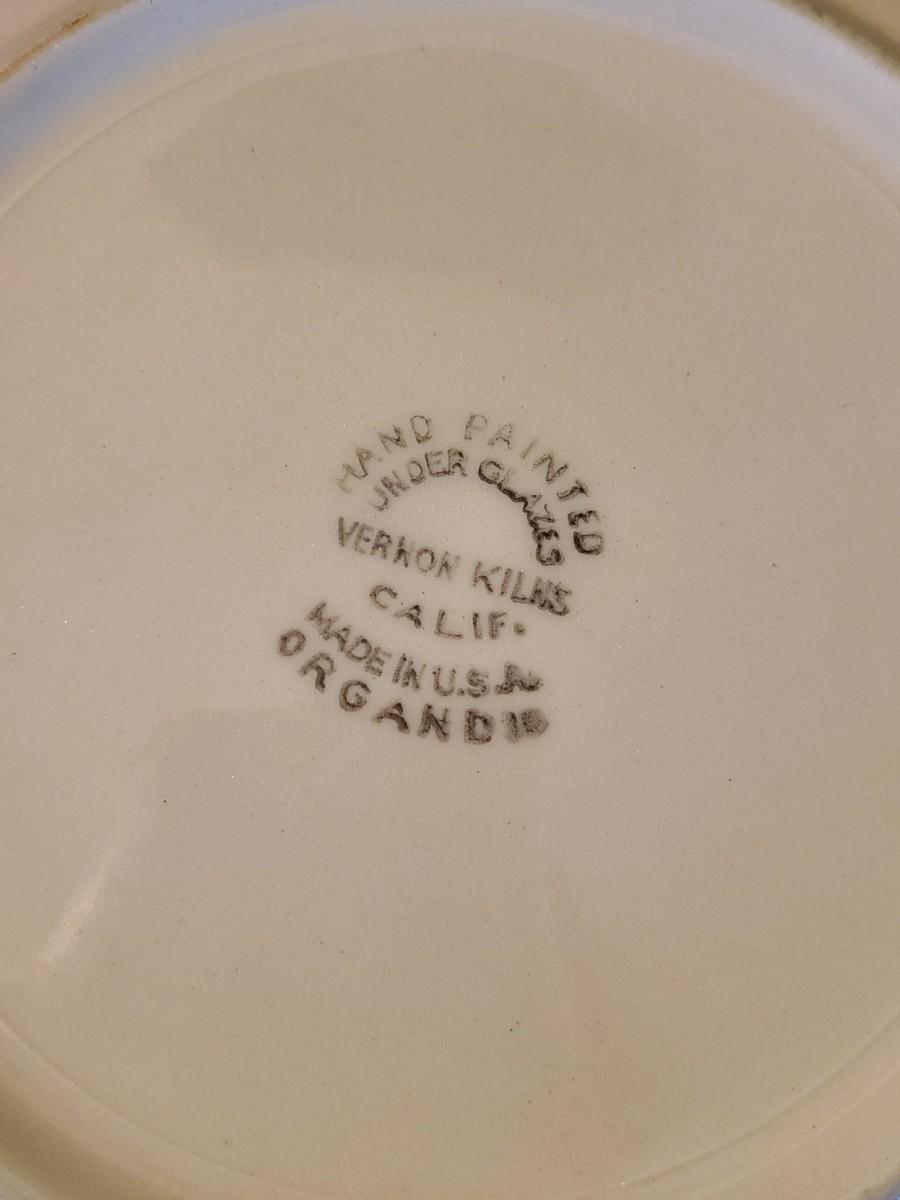 HAND PAINTED
UNDER GLAZES
VERNON KILNS
CALIF.
MADE IN U.S.A.
ORGANDIE